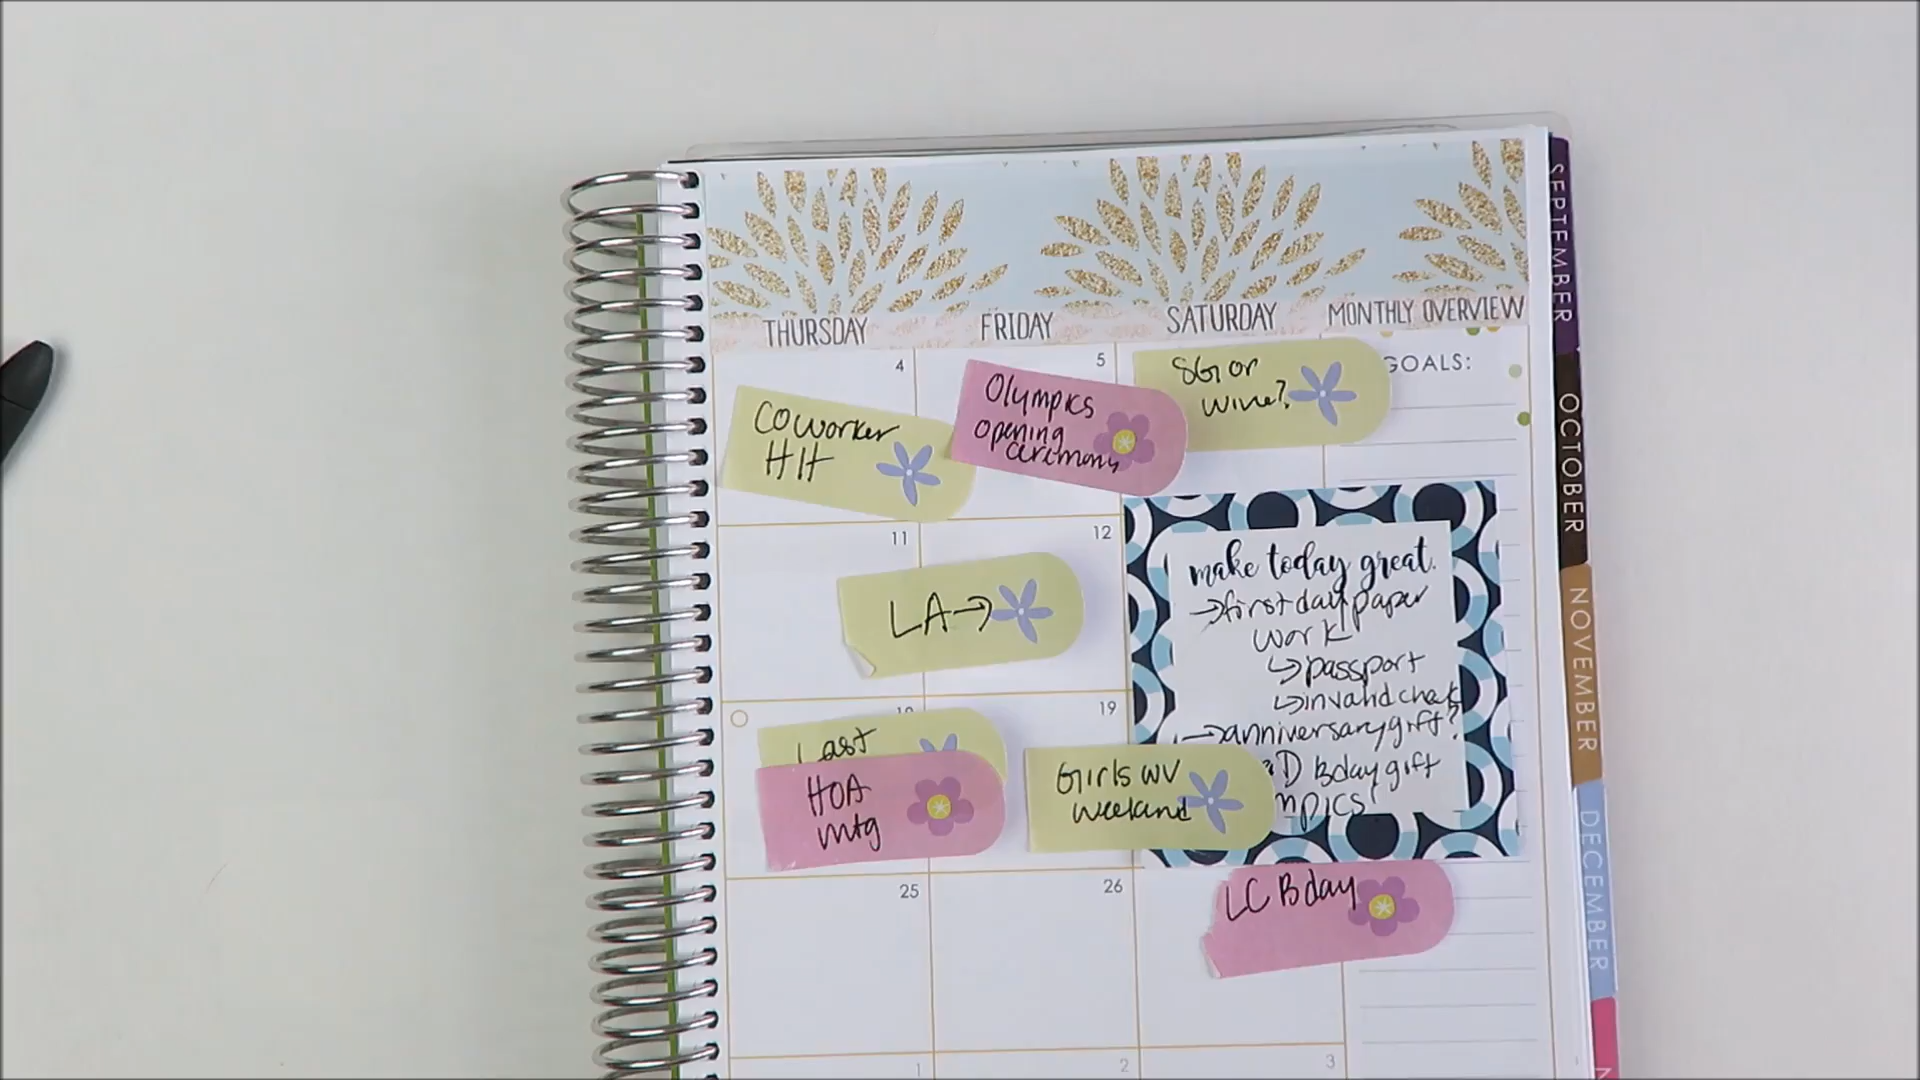 THURSDAY
FRIDAY
SATURDAY
MONTHLY OVERVIEW
4
5
GOALS:
Coworker
HH
Olympics
opening
ceremony
SG or
wine?
11
12
LA→
make today great.
→first day paper
work
↳passport
↳invalid check
→anniversary gift?
D Bday gift
mpics
19
Last
HOA
mtg
Girls WV
weekend
25
26
LC Bday
1
2
3
SEPTEMBER
OCTOBER
NOVEMBER
DECEMBER